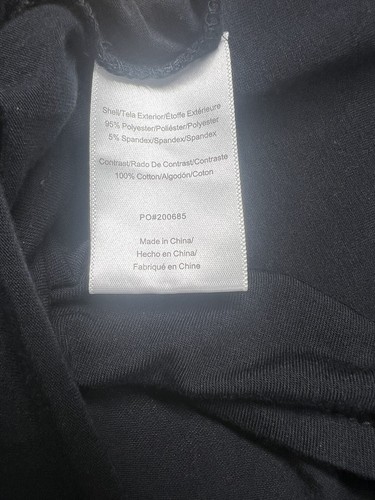 Shell/Tela Exterior/Étoffe Extérieure
95% Polyester/Poliéster/Polyester
5% Spandex/Spandex/Spandex
Contrast/Rado De Contrast/Contraste
100% Cotton/Algodón/Coton
PO#200685
Made in China/
Hecho en China/
Fabriqué en Chine